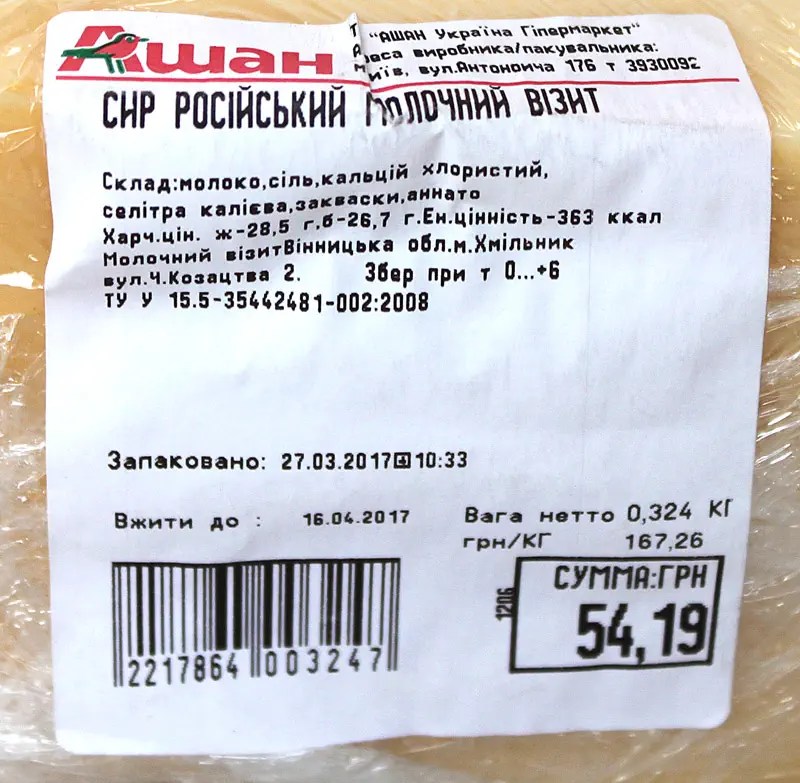 Ашан
"АШАН Україна Гіпермаркет"
виробника/пакувальника:
вул.Антоновича 176 т 3930092
СИР РОСІЙСЬКИЙ МОЛОЧНИЙ ВІЗИТ
Склад:молоко,сіль,кальцій хлористий,
селітра калієва,закваски,аннато
Харч.цін. ж-28,5 г.б-26,7 г.Ен.цінність-363 ккал
Молочний візитВінницька обл.м.Хмільник
вул.Ч.Козацтва 2. Збер при т 0...+6
ТУ У 15.5-35442481-002:2008
Запаковано: 27.03.2017 10:33
Вжити до : 16.04.2017
Вага нетто 0,324 КГ
грн/КГ 167,26
СУММА:ГРН
1206
54,19
2217864 003247